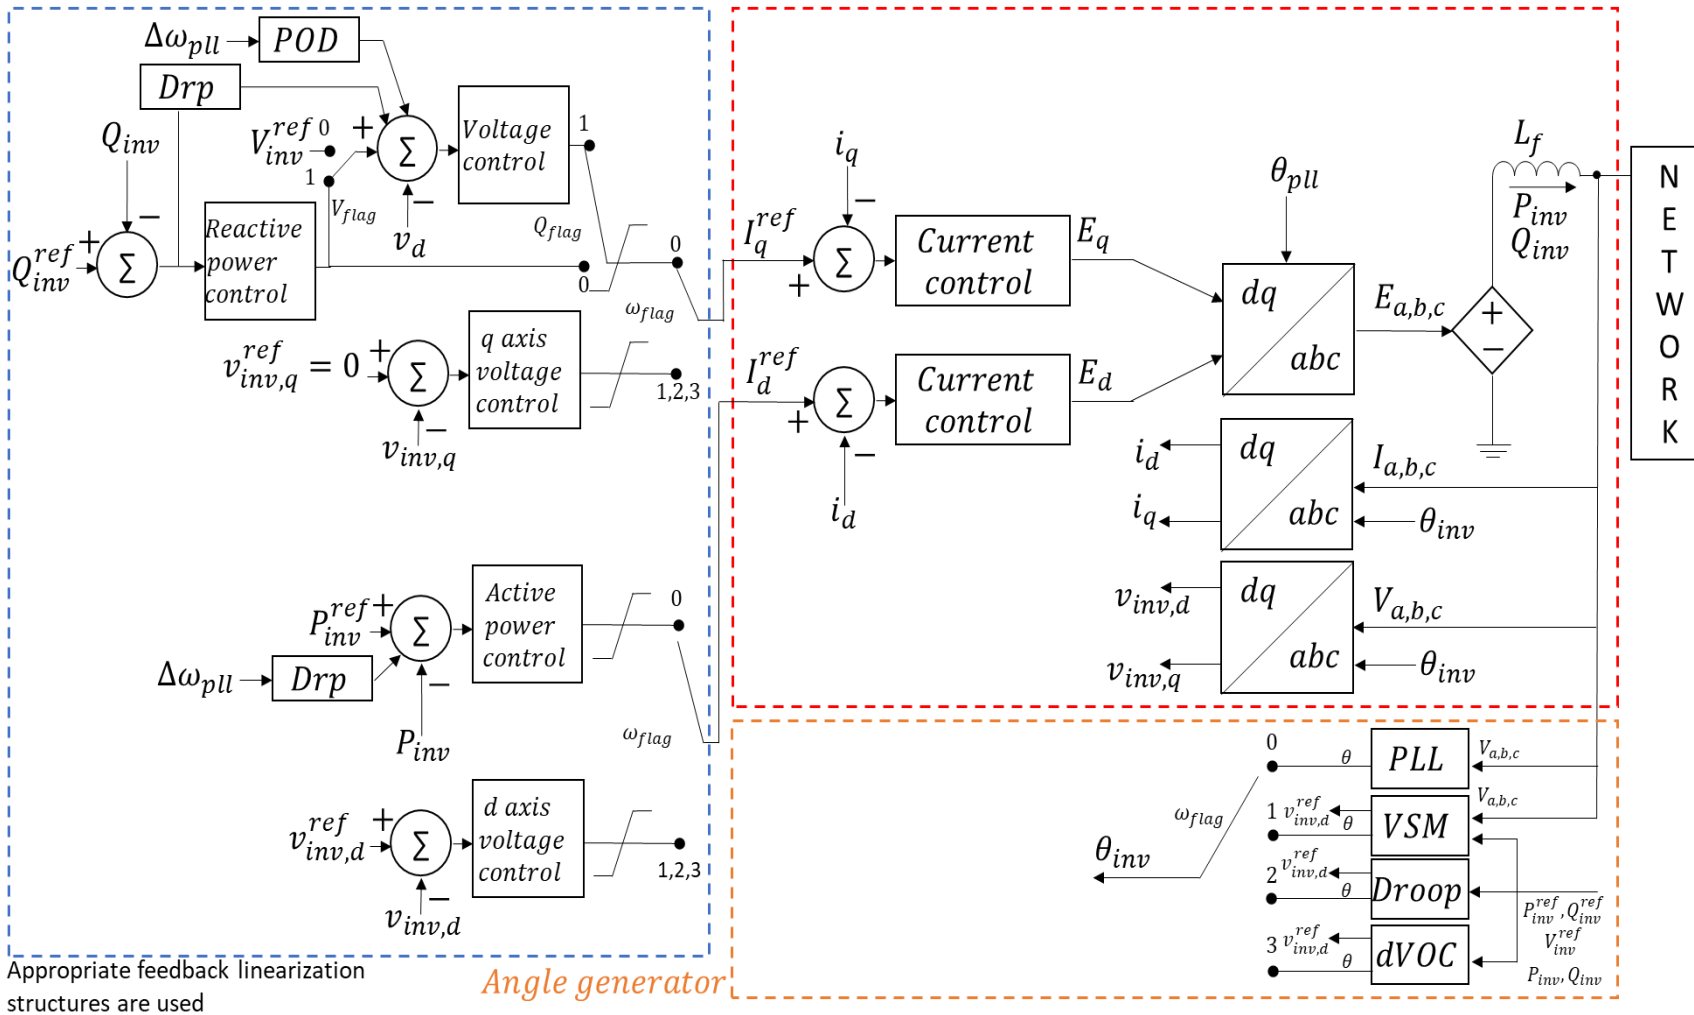 Δω_pll
POD
Drp
Q_inv
V_inv^ref
0
1
V_flag
+
Σ
−
v_d
Voltage
control
1
Q_flag
0
Q_inv^ref
+
−
Σ
Reactive
power
control
0
ω_flag
v_inv,q^ref = 0
+
Σ
−
v_inv,q
q axis
voltage
control
1,2,3
P_inv^ref
+
Σ
−
P_inv
Δω_pll
Drp
Active
power
control
0
ω_flag
v_inv,d^ref
+
Σ
−
v_inv,d
d axis
voltage
control
1,2,3
Appropriate feedback linearization
structures are used
i_q
−
I_q^ref
+
Σ
Current
control
E_q
I_d^ref
+
Σ
−
i_d
Current
control
E_d
θ_pll
dq
abc
E_a,b,c
+
−
L_f
P_inv
Q_inv
N
E
T
W
O
R
K
i_d
i_q
dq
abc
I_a,b,c
θ_inv
v_inv,d
v_inv,q
dq
abc
V_a,b,c
θ_inv
Angle generator
θ_inv
ω_flag
0
θ
PLL
V_a,b,c
1
v_inv,d^ref
θ
VSM
V_a,b,c
2
v_inv,d^ref
θ
Droop
3
v_inv,d^ref
θ
dVOC
P_inv^ref, Q_inv^ref
V_inv^ref
P_inv, Q_inv